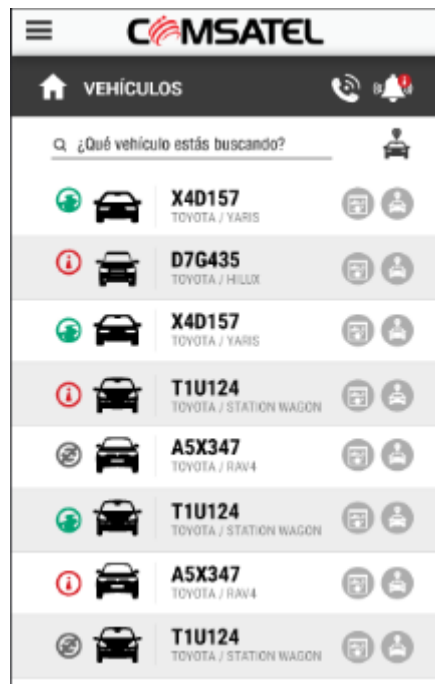 COMSATEL
VEHÍCULOS
¿Qué vehículo estás buscando?
X4D157
TOYOTA / YARIS
D7G435
TOYOTA / HILUX
X4D157
TOYOTA / YARIS
T1U124
TOYOTA / STATION WAGON
A5X347
TOYOTA / RAV4
T1U124
TOYOTA / STATION WAGON
A5X347
TOYOTA / RAV4
T1U124
TOYOTA / STATION WAGON